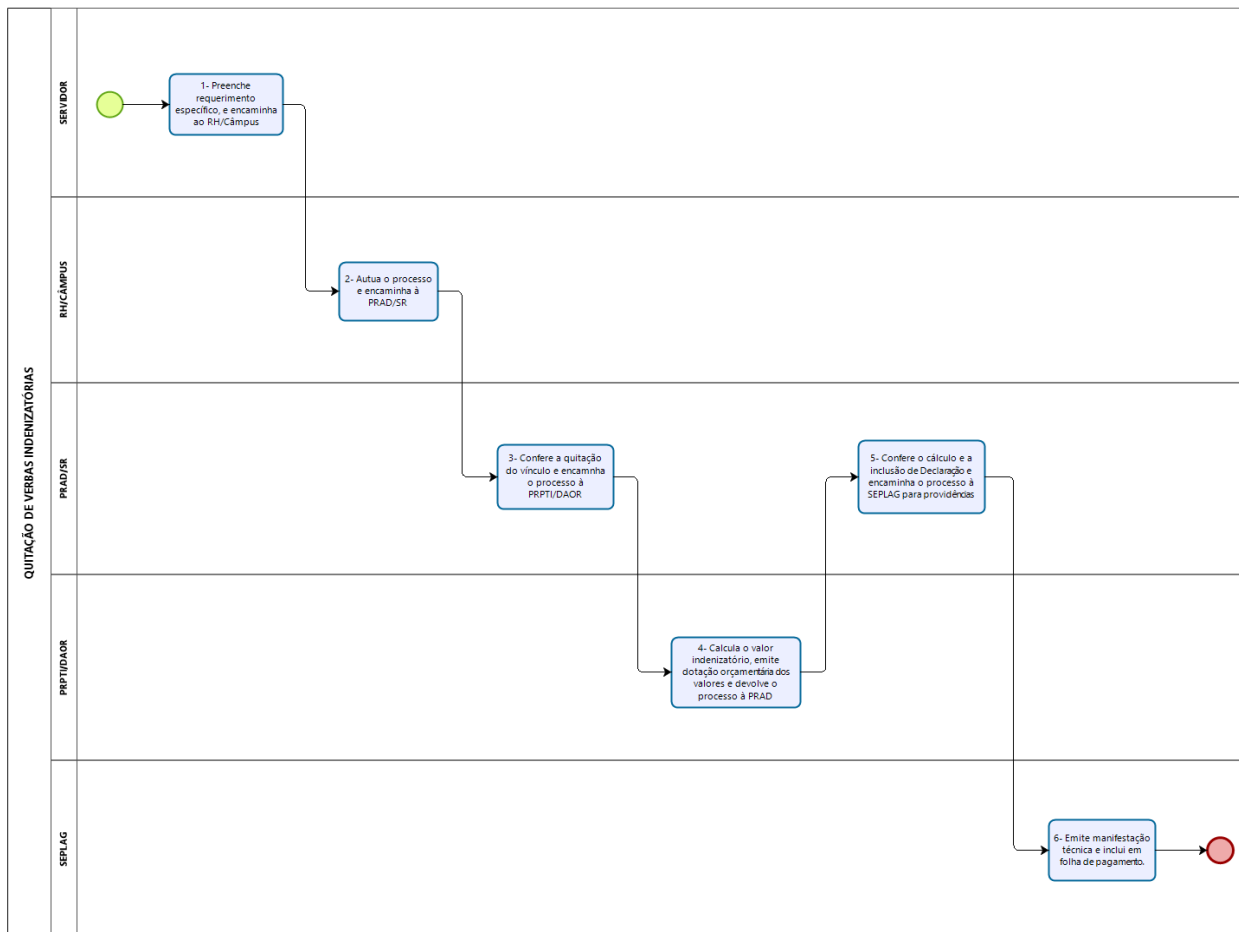 QUITAÇÃO DE VERBAS INDENIZATÓRIAS
SERVIDOR
1- Preenche
requerimento
específico, e encaminha
ao RH/Câmpus
RH/CÂMPUS
2- Autua o processo
e encaminha à
PRAD/SR
PRAD/SR
3- Confere a quitação
do vínculo e encamnha
o processo à
PRPTI/DAOR
5- Confere o cálculo e a
inclusão de Declaração e
encaminha o processo à
SEPLAG para providências
PRPTI/DAOR
4- Calcula o valor
indenizatório, emite
dotação orçamentária dos
valores e devolve o
processo à PRAD
SEPLAG
6- Emite manifestação
técnica e inclui em
folha de pagamento.